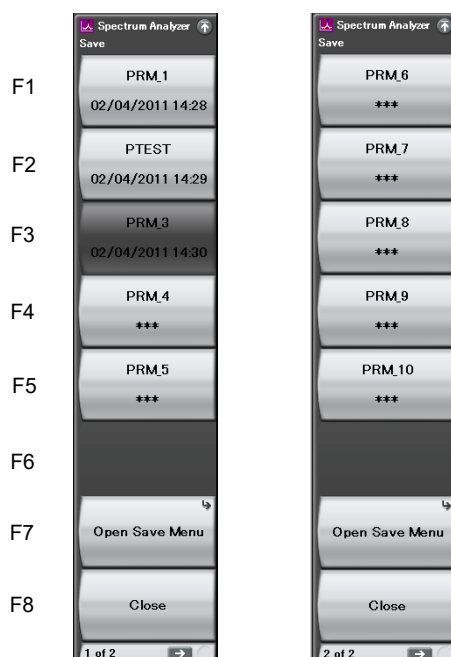 Spectrum Analyzer
Save
F1
PRM_1
02/04/2011 14:28
F2
PTEST
02/04/2011 14:29
F3
PRM_3
02/04/2011 14:30
F4
PRM_4
***
F5
PRM_5
***
F6
F7
Open Save Menu
F8
Close
1 of 2
Spectrum Analyzer
Save
PRM_6
***
PRM_7
***
PRM_8
***
PRM_9
***
PRM_10
***
Open Save Menu
Close
2 of 2